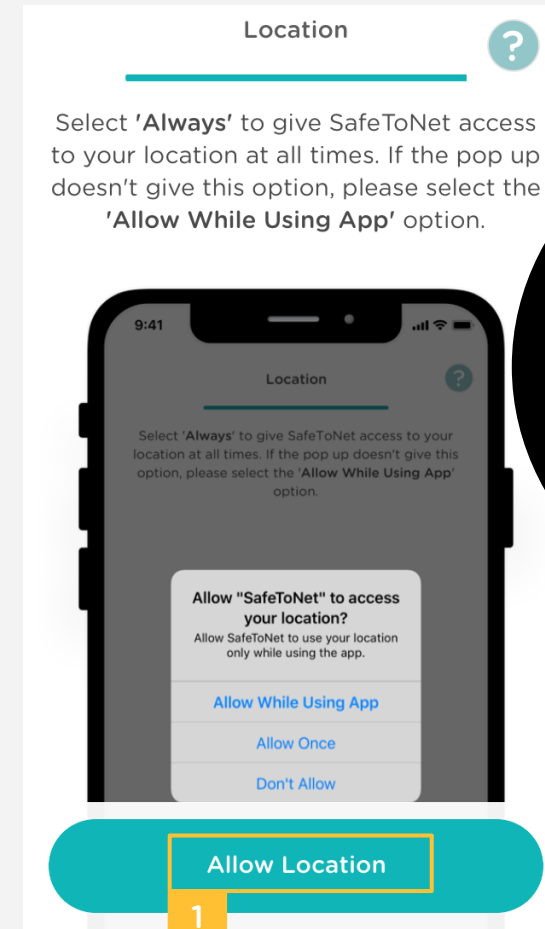 Location
?
Select 'Always' to give SafeToNet access
to your location at all times. If the pop up
doesn't give this option, please select the
'Allow While Using App' option.
9:41
Location
?
Select 'Always' to give SafeToNet access to your
location at all times. If the pop up doesn't give this
option, please select the 'Allow While Using App'
option.
Allow "SafeToNet" to access
your location?
Allow SafeToNet to use your location
only while using the app.
Allow While Using App
Allow Once
Don't Allow
Allow Location
1